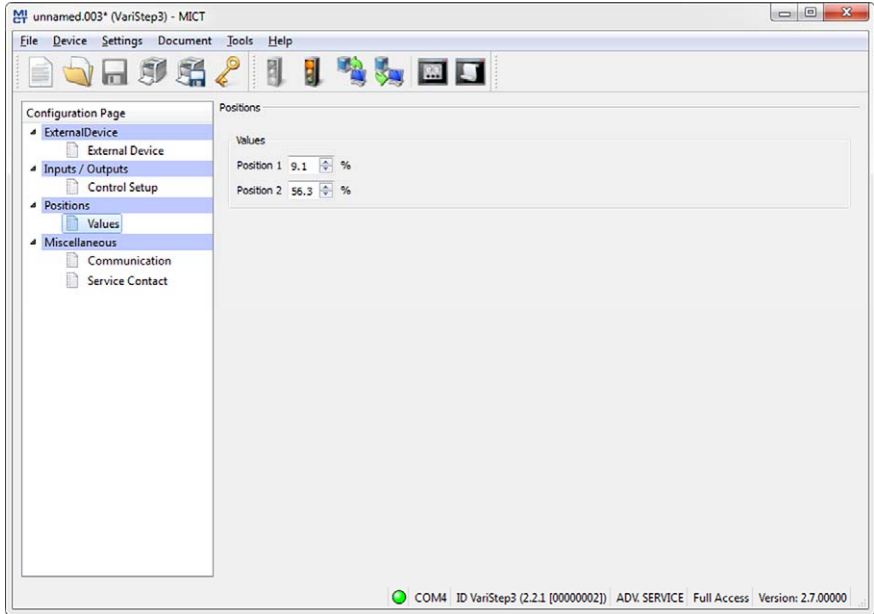 unnamed.003* (VariStep3) - MICT
File Device Settings Document Tools Help
Configuration Page
ExternalDevice
External Device
Inputs / Outputs
Control Setup
Positions
Values
Miscellaneous
Communication
Service Contact
Positions
Values
Position 1 9.1 %
Position 2 56.3 %
COM4 ID VariStep3 (2.2.1 [00000002]) ADV. SERVICE Full Access Version: 2.7.00000